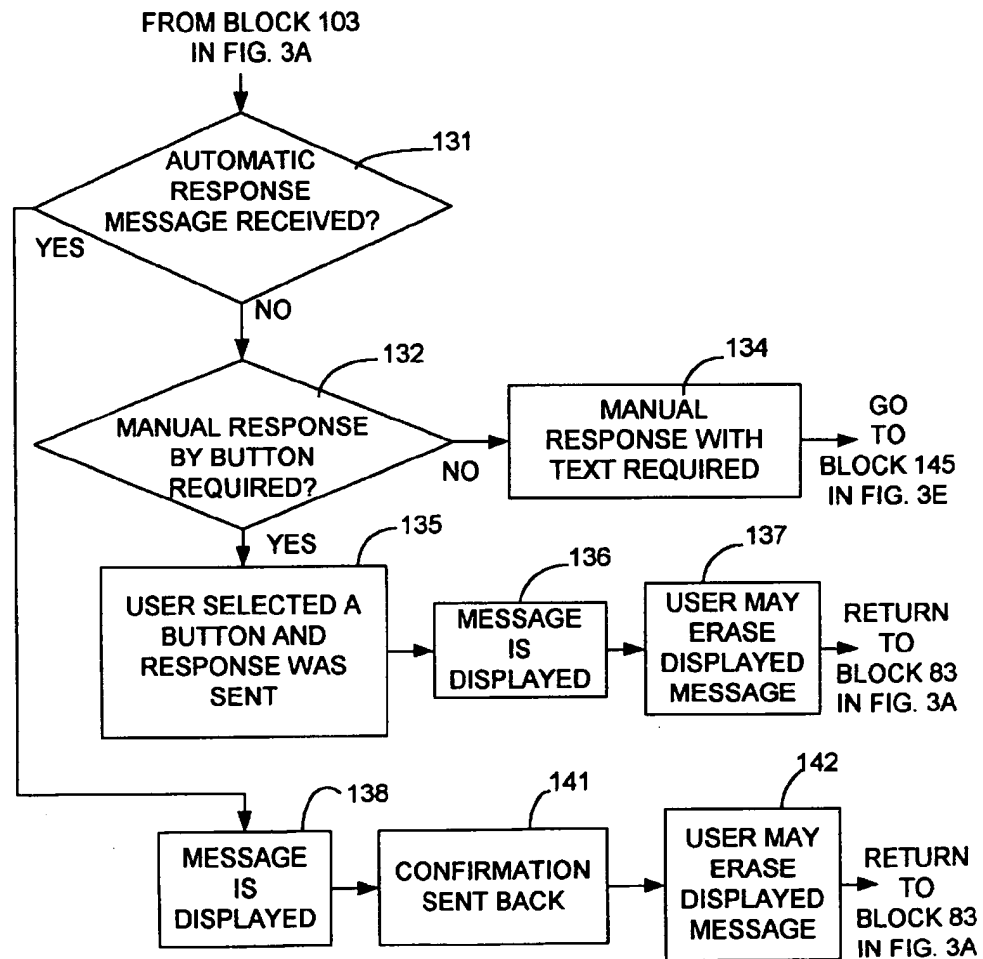 FROM BLOCK 103
IN FIG. 3A
131
AUTOMATIC
RESPONSE
MESSAGE RECEIVED?
YES
NO
132
MANUAL RESPONSE
BY BUTTON
REQUIRED?
NO
YES
134
MANUAL
RESPONSE WITH
TEXT REQUIRED
GO
TO
BLOCK 145
IN FIG. 3E
135
USER SELECTED A
BUTTON AND
RESPONSE WAS
SENT
136
MESSAGE
IS
DISPLAYED
137
USER MAY
ERASE
DISPLAYED
MESSAGE
RETURN
TO
BLOCK 83
IN FIG. 3A
138
MESSAGE
IS
DISPLAYED
141
CONFIRMATION
SENT BACK
142
USER MAY
ERASE
DISPLAYED
MESSAGE
RETURN
TO
BLOCK 83
IN FIG. 3A